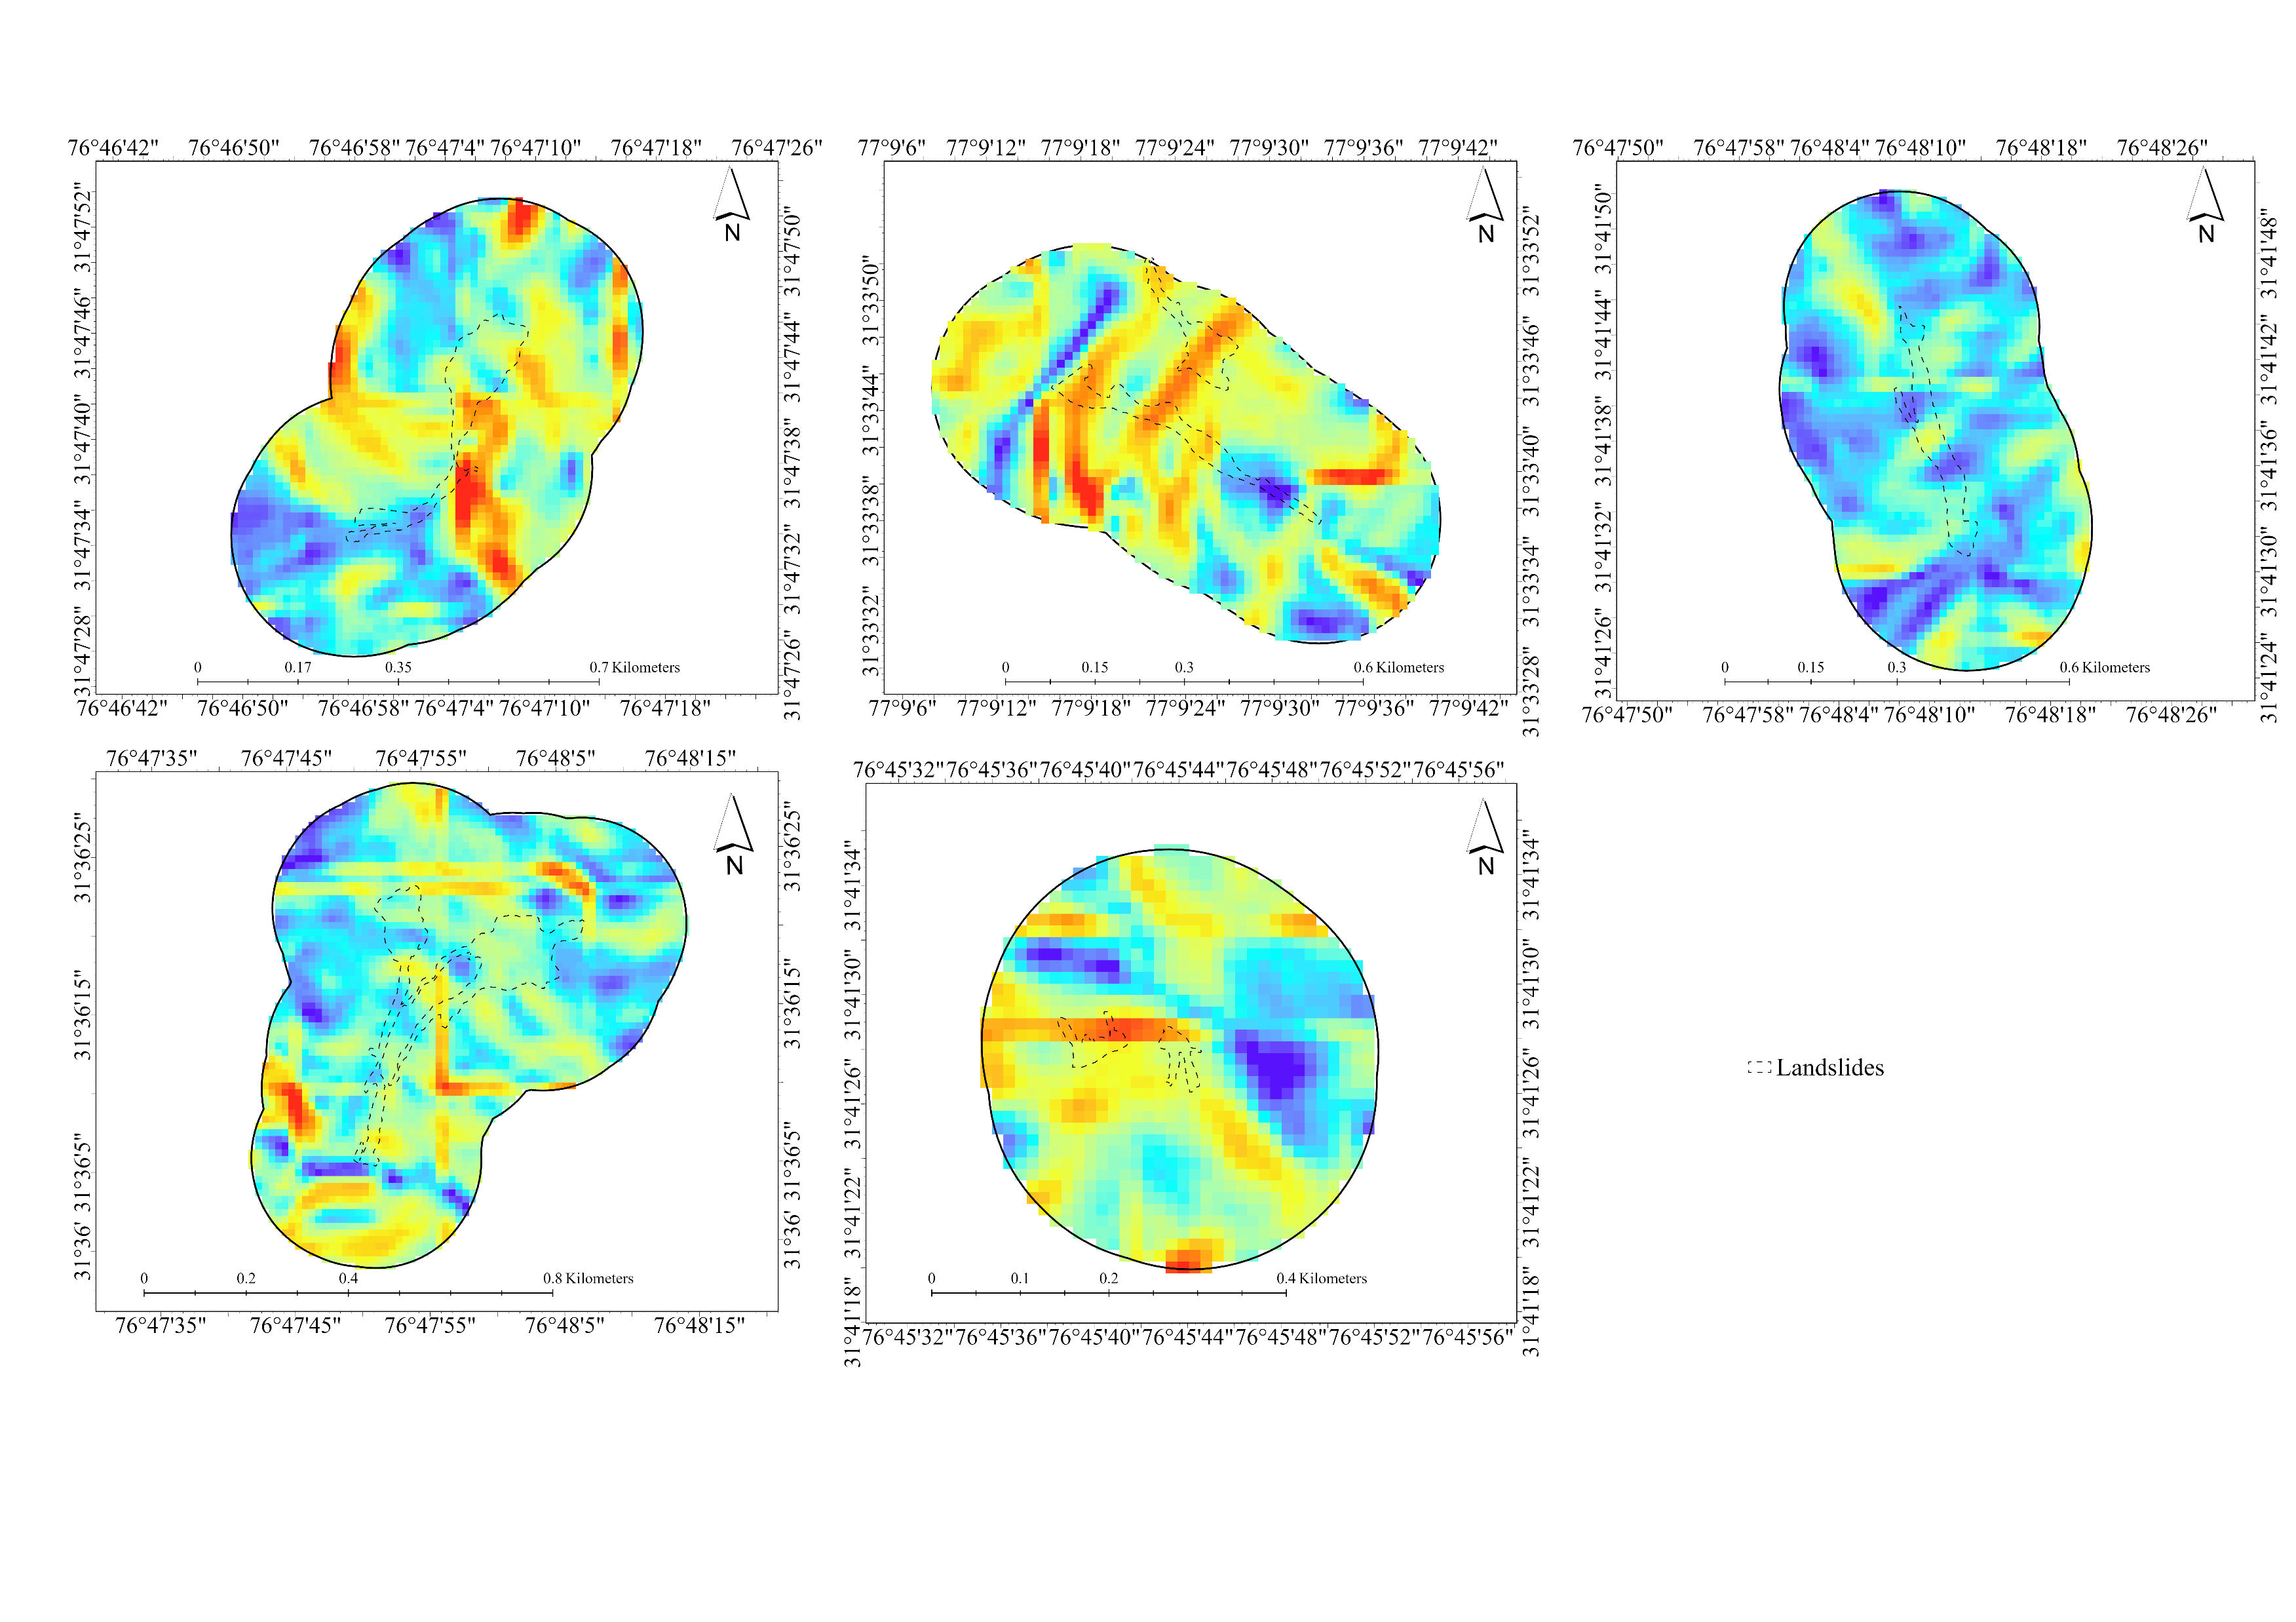 76°46'42" 76°46'50" 76°46'58" 76°47'4" 76°47'10" 76°47'18" 76°47'26"
31°47'52"
31°47'46"
31°47'40"
31°47'34"
31°47'28"
N
31°47'50"
31°47'44"
31°47'38"
31°47'32"
31°47'26"
0 0.17 0.35 0.7 Kilometers
76°46'42" 76°46'50" 76°46'58" 76°47'4" 76°47'10" 76°47'18"
77°9'6" 77°9'12" 77°9'18" 77°9'24" 77°9'30" 77°9'36" 77°9'42"
31°33'50"
31°33'44"
31°33'38"
31°33'32"
N
31°33'52"
31°33'46"
31°33'40"
31°33'34"
31°33'28"
0 0.15 0.3 0.6 Kilometers
77°9'6" 77°9'12" 77°9'18" 77°9'24" 77°9'30" 77°9'36" 77°9'42"
76°47'50" 76°47'58" 76°48'4" 76°48'10" 76°48'18" 76°48'26"
31°41'50"
31°41'44"
31°41'38"
31°41'32"
31°41'26"
N
31°41'48"
31°41'42"
31°41'36"
31°41'30"
31°41'24"
0 0.15 0.3 0.6 Kilometers
76°47'50" 76°47'58" 76°48'4" 76°48'10" 76°48'18" 76°48'26"
76°47'35" 76°47'45" 76°47'55" 76°48'5" 76°48'15"
31°36'25"
31°36'15"
31°36'5"
31°36'
N
31°36'25"
31°36'15"
31°36'5"
31°36'
0 0.2 0.4 0.8 Kilometers
76°47'35" 76°47'45" 76°47'55" 76°48'5" 76°48'15"
76°45'32" 76°45'36" 76°45'40" 76°45'44" 76°45'48" 76°45'52" 76°45'56"
31°41'34"
31°41'30"
31°41'26"
31°41'22"
31°41'18"
N
31°41'34"
31°41'30"
31°41'26"
31°41'22"
31°41'18"
0 0.1 0.2 0.4 Kilometers
76°45'32" 76°45'36" 76°45'40" 76°45'44" 76°45'48" 76°45'52" 76°45'56"
Landslides